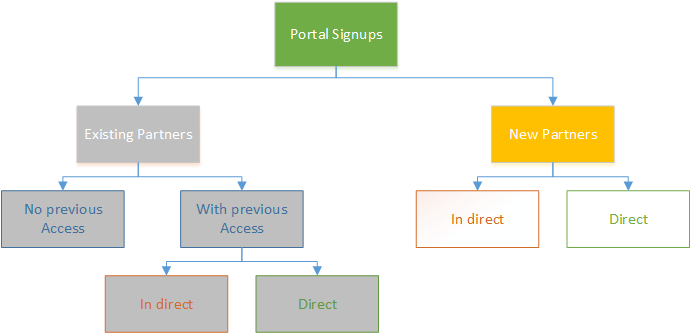 Portal Signups
Existing Partners
New Partners
No previous
Access
With previous
Access
In direct
Direct
In direct
Direct